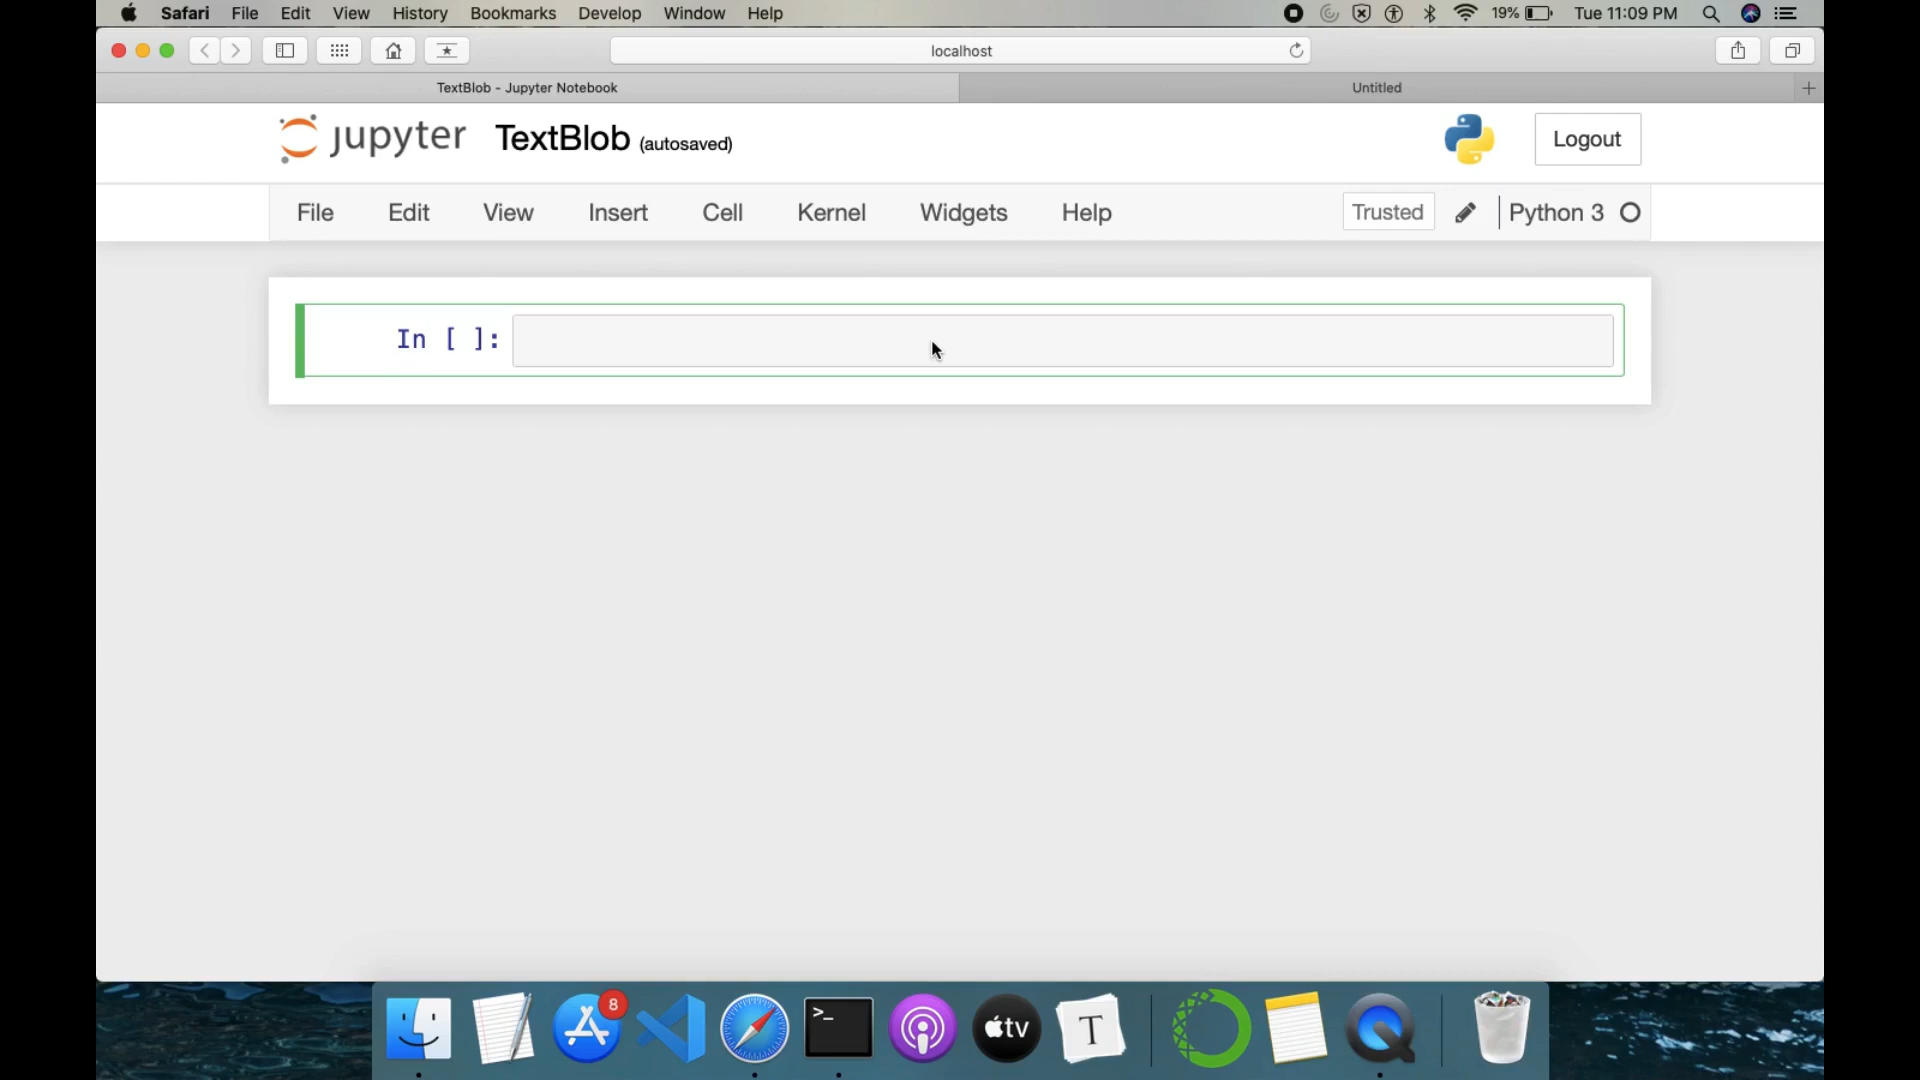 Safari File Edit View History Bookmarks Develop Window Help 19% Tue 11:09 PM
localhost
TextBlob - Jupyter Notebook Untitled
jupyter TextBlob (autosaved) Logout
File Edit View Insert Cell Kernel Widgets Help Trusted Python 3
In [ ]:
8
>_
tv
T